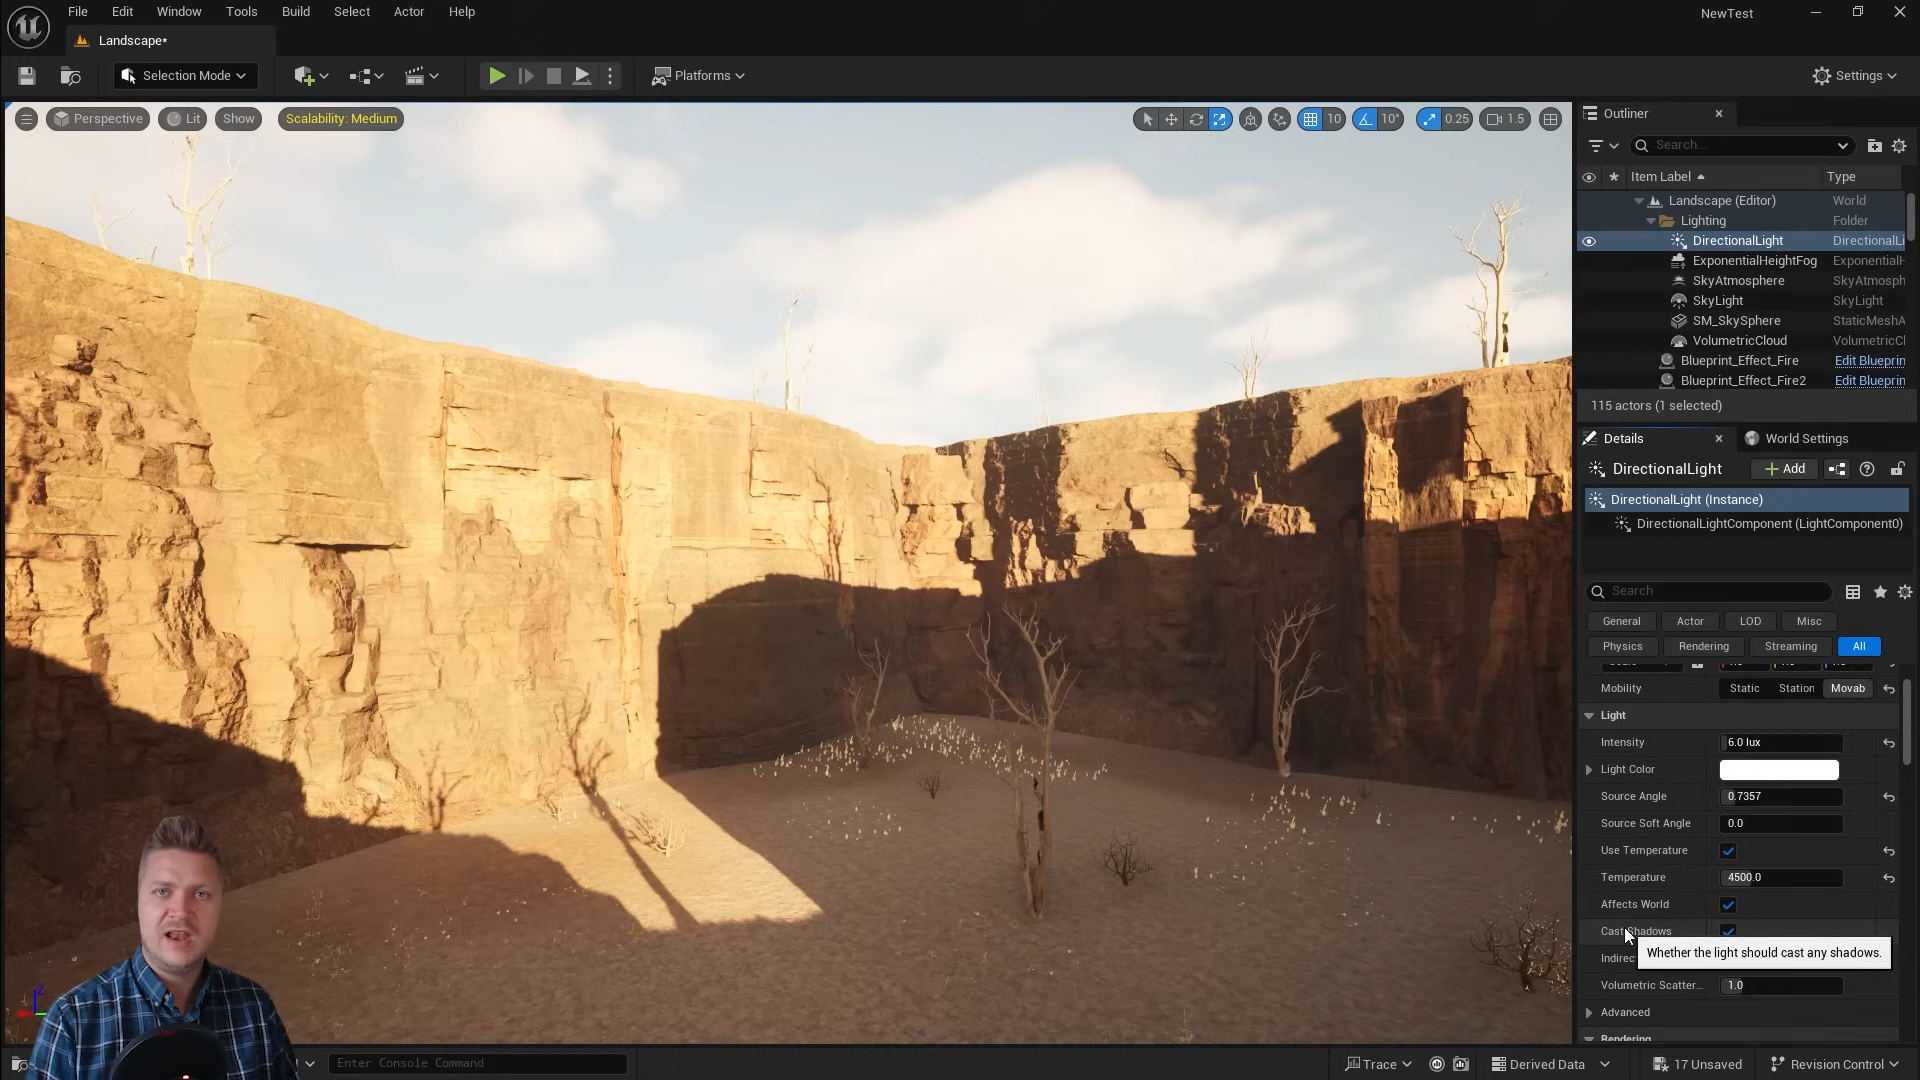 File Edit Window Tools Build Select Actor Help
NewTest
Landscape*
Selection Mode
Platforms
Settings
Perspective
Lit
Show
Scalability: Medium
10
10°
0.25
1.5
Outliner
Search...
Item Label
Type
Landscape (Editor) World
Lighting Folder
DirectionalLight DirectionalLi
ExponentialHeightFog ExponentialH
SkyAtmosphere SkyAtmosph
SkyLight SkyLight
SM_SkySphere StaticMeshA
VolumetricCloud VolumetricCl
Blueprint_Effect_Fire Edit Blueprin
Blueprint_Effect_Fire2 Edit Blueprin
115 actors (1 selected)
Details
World Settings
DirectionalLight
Add
DirectionalLight (Instance)
DirectionalLightComponent (LightComponent0)
Search
General Actor LOD Misc
Physics Rendering Streaming All
Mobility Static Station Movab
Light
Intensity 6.0 lux
Light Color
Source Angle 0.7357
Source Soft Angle 0.0
Use Temperature
Temperature 4500.0
Affects World
Cast Shadows
Whether the light should cast any shadows.
Indirec
Volumetric Scatter... 1.0
Advanced
Rendering
Z
Enter Console Command
Trace
Derived Data
17 Unsaved
Revision Control